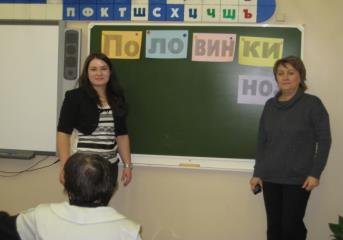 П Ф К Т Ш С Х Ц Ч Щ Ъ
По ло вин ки
но